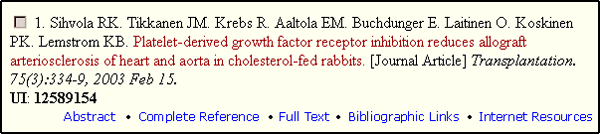 1. Sihvola RK. Tikkanen JM. Krebs R. Aaltola EM. Buchdunger E. Laitinen O. Koskinen
PK. Lemstrom KB. Platelet-derived growth factor receptor inhibition reduces allograft
arteriosclerosis of heart and aorta in cholesterol-fed rabbits. [Journal Article] Transplantation.
75(3):334-9, 2003 Feb 15.
UI: 12589154
Abstract • Complete Reference • Full Text • Bibliographic Links • Internet Resources